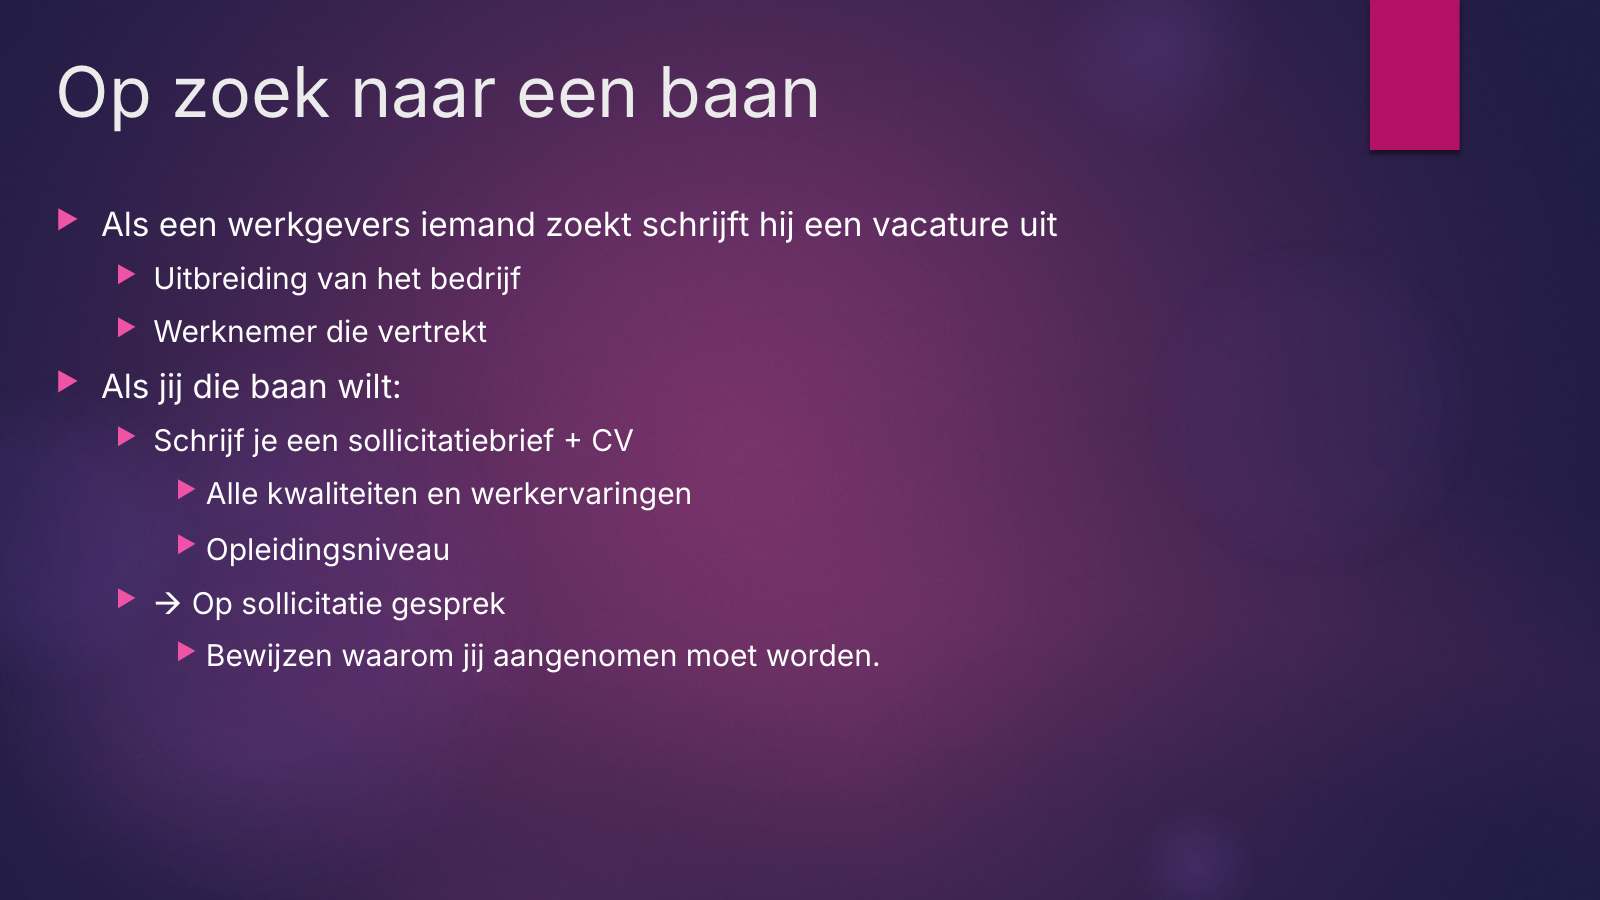 Op zoek naar een baan
Als een werkgevers iemand zoekt schrijft hij een vacature uit
Uitbreiding van het bedrijf
Werknemer die vertrekt
Als jij die baan wilt:
Schrijf je een sollicitatiebrief + CV
Alle kwaliteiten en werkervaringen
Opleidingsniveau
→ Op sollicitatie gesprek
Bewijzen waarom jij aangenomen moet worden.